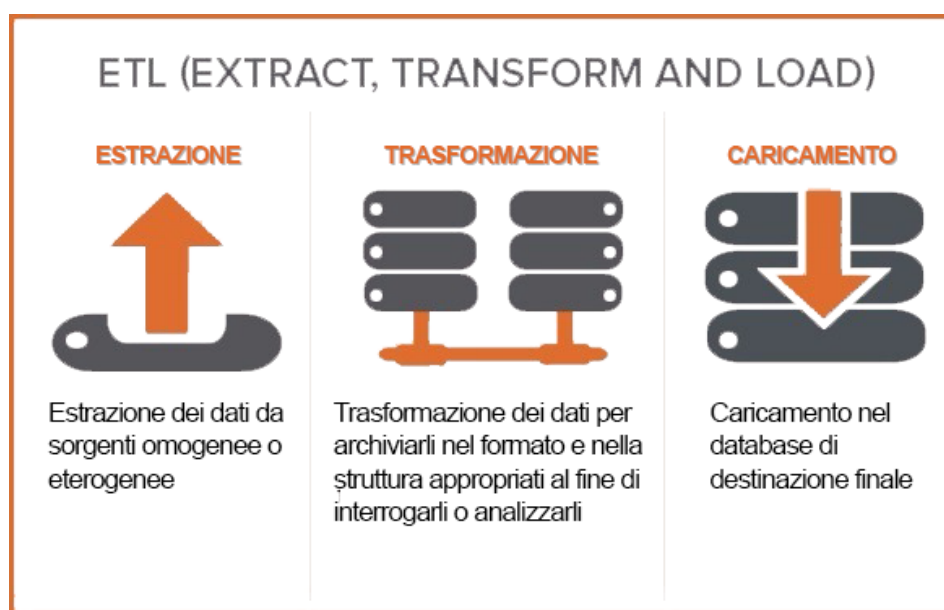 ETL (EXTRACT, TRANSFORM AND LOAD)
ESTRAZIONE
Estrazione dei dati da
sorgenti omogenee o
eterogenee
TRASFORMAZIONE
Trasformazione dei dati per
archiviarli nel formato e nella
struttura appropriati al fine di
interrogarli o analizzarli
CARICAMENTO
Caricamento nel
database di
destinazione finale